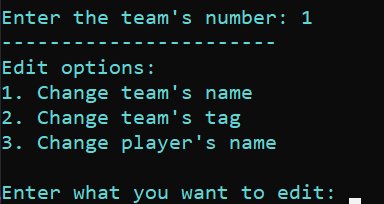 Enter the team's number: 1
-----------------------
Edit options:
1. Change team's name
2. Change team's tag
3. Change player's name
Enter what you want to edit: